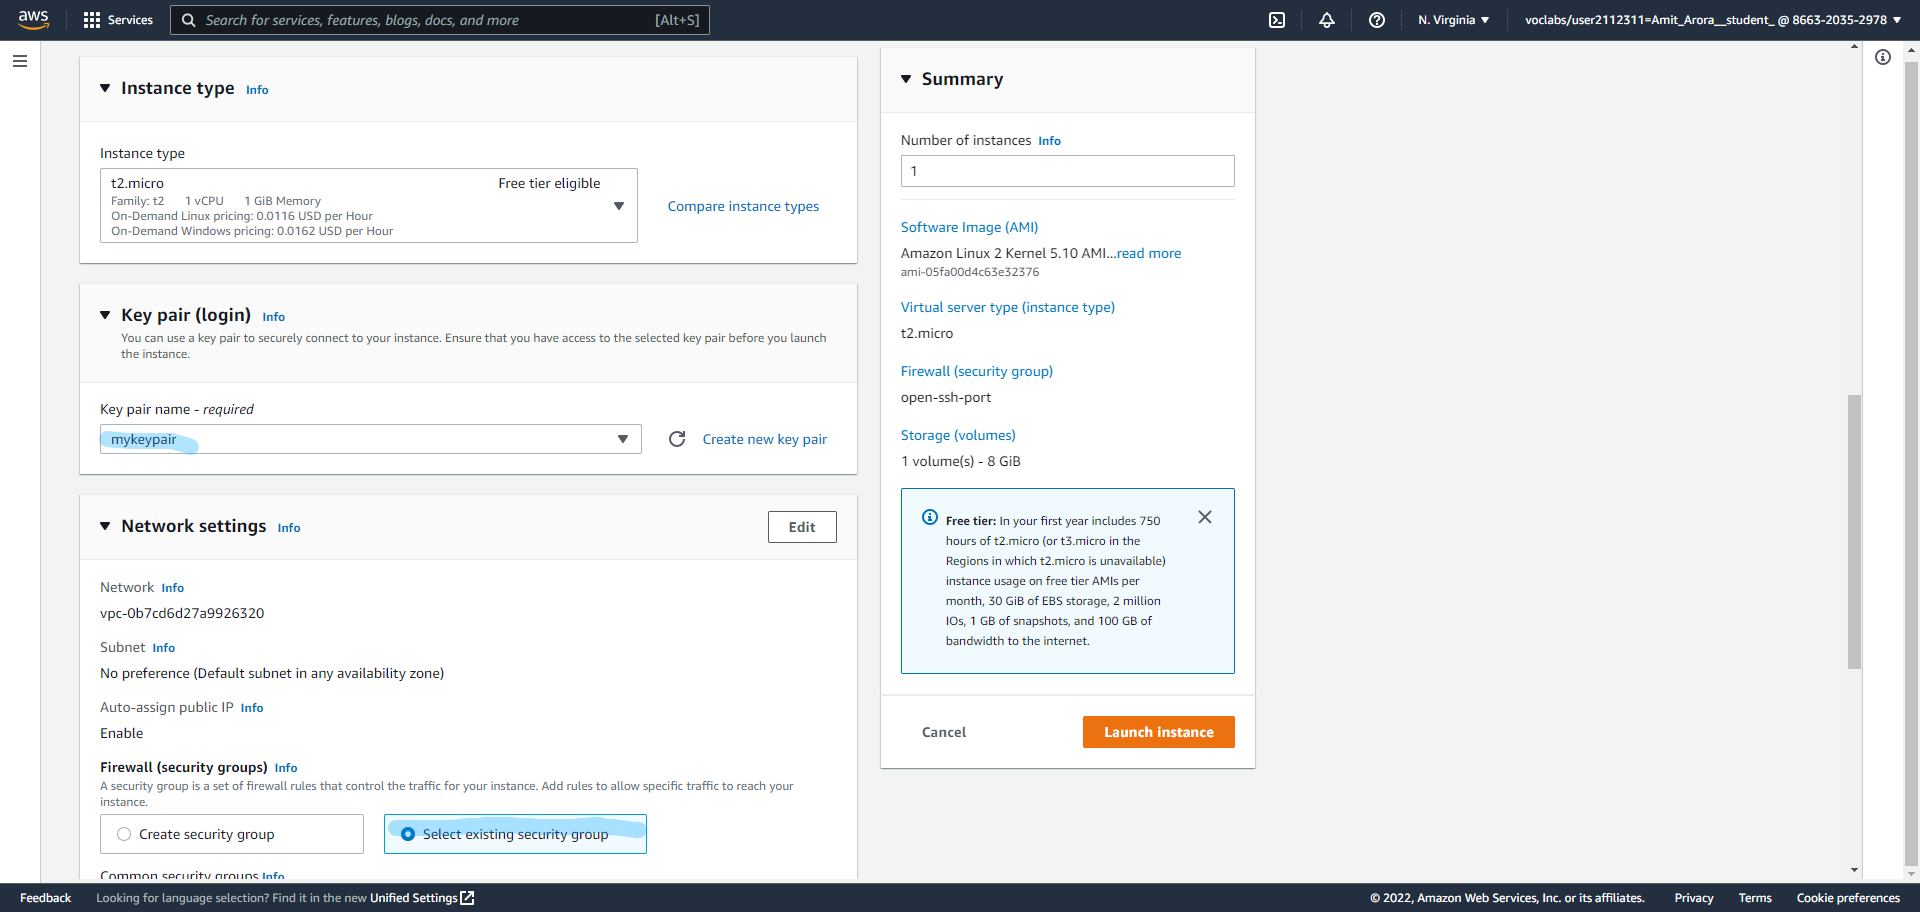 aws
Services
Search for services, features, blogs, docs, and more
[Alt+S]
N. Virginia
voclabs/user2112311=Amit_Arora__student_ @ 8663-2035-2978
Instance type Info
Instance type
t2.micro
Free tier eligible
Family: t2 1 vCPU 1 GiB Memory
On-Demand Linux pricing: 0.0116 USD per Hour
On-Demand Windows pricing: 0.0162 USD per Hour
Compare instance types
Key pair (login) Info
You can use a key pair to securely connect to your instance. Ensure that you have access to the selected key pair before you launch
the instance.
Key pair name - required
mykeypair
Create new key pair
Network settings Info
Edit
Network Info
vpc-0b7cd6d27a9926320
Subnet Info
No preference (Default subnet in any availability zone)
Auto-assign public IP Info
Enable
Firewall (security groups) Info
A security group is a set of firewall rules that control the traffic for your instance. Add rules to allow specific traffic to reach your
instance.
Create security group
Select existing security group
Common security groups Info
Summary
Number of instances Info
1
Software Image (AMI)
Amazon Linux 2 Kernel 5.10 AMI...read more
ami-05fa00d4c63e32376
Virtual server type (instance type)
t2.micro
Firewall (security group)
open-ssh-port
Storage (volumes)
1 volume(s) - 8 GiB
Free tier: In your first year includes 750
hours of t2.micro (or t3.micro in the
Regions in which t2.micro is unavailable)
instance usage on free tier AMIs per
month, 30 GiB of EBS storage, 2 million
IOs, 1 GB of snapshots, and 100 GB of
bandwidth to the internet.
Cancel
Launch instance
Feedback
Looking for language selection? Find it in the new Unified Settings
© 2022, Amazon Web Services, Inc. or its affiliates.
Privacy
Terms
Cookie preferences